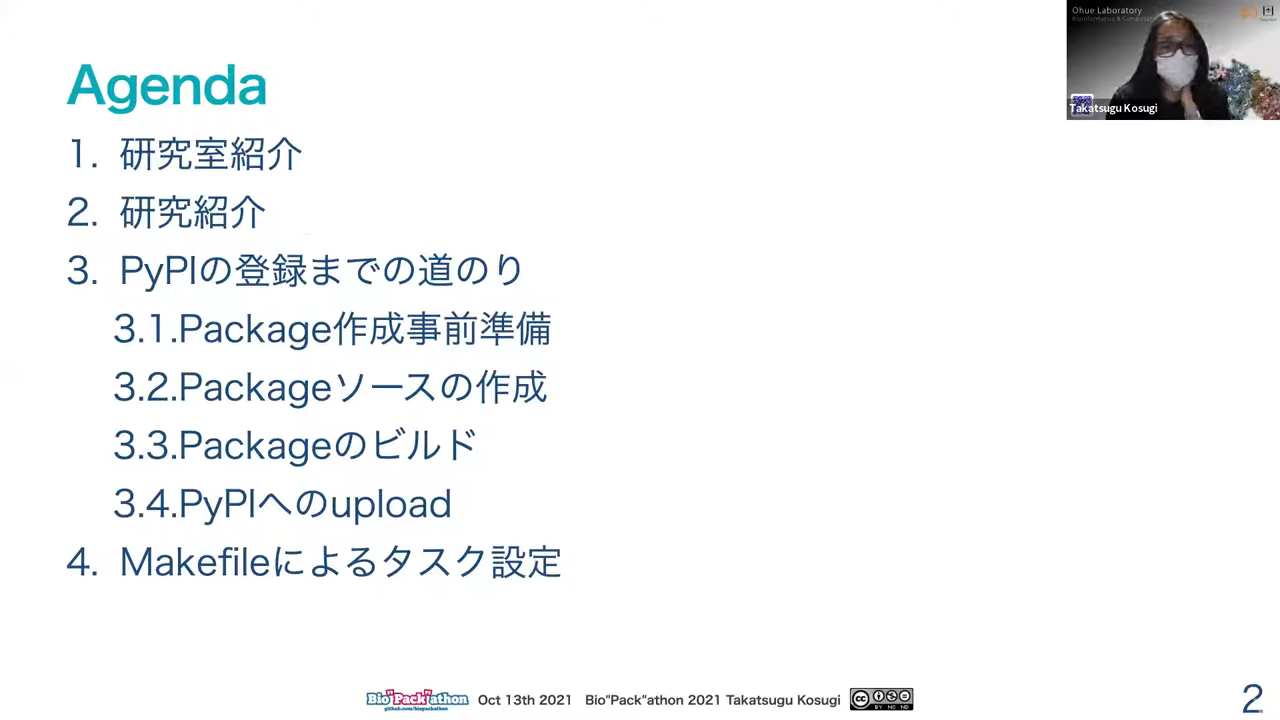 Agenda
1. 研究室紹介
2. 研究紹介
3. PyPIの登録までの道のり
3.1.Package作成事前準備
3.2.Packageソースの作成
3.3.Packageのビルド
3.4.PyPIへのupload
4. Makefileによるタスク設定
Ohue Laboratory
Takatsugu Kosugi
Bio"Pack"athon
github.com/biopackathon
Oct 13th 2021 Bio"Pack"athon 2021 Takatsugu Kosugi
cc
BY NC ND
2